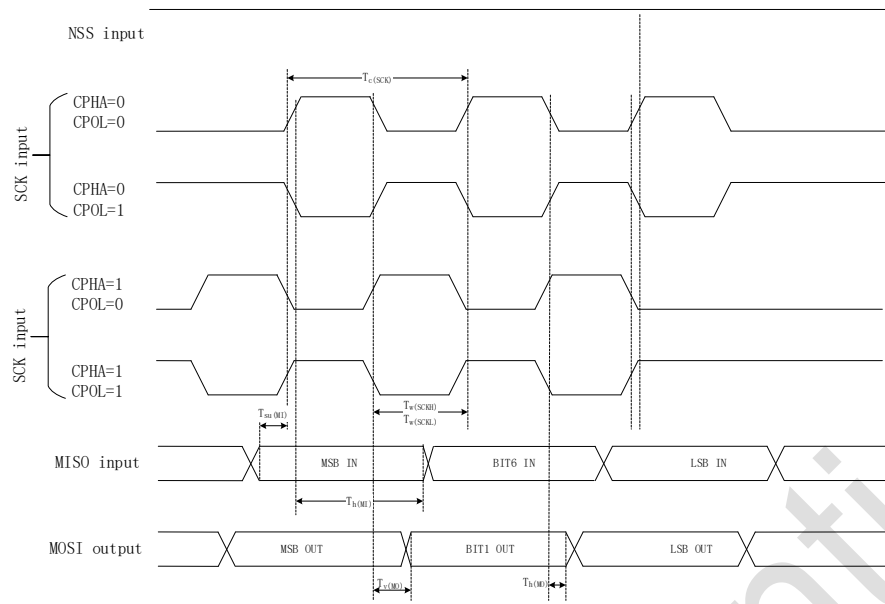 NSS input
Tc(SCK)
SCK input
CPHA=0
CPOL=0
CPHA=0
CPOL=1
SCK input
CPHA=1
CPOL=0
CPHA=1
CPOL=1
Tw(SCKH)
Tw(SCKL)
Tsu(MI)
MISO input
MSB IN
BIT6 IN
LSB IN
Th(MI)
MOSI output
MSB OUT
BIT1 OUT
LSB OUT
Tv(MO)
Th(MO)